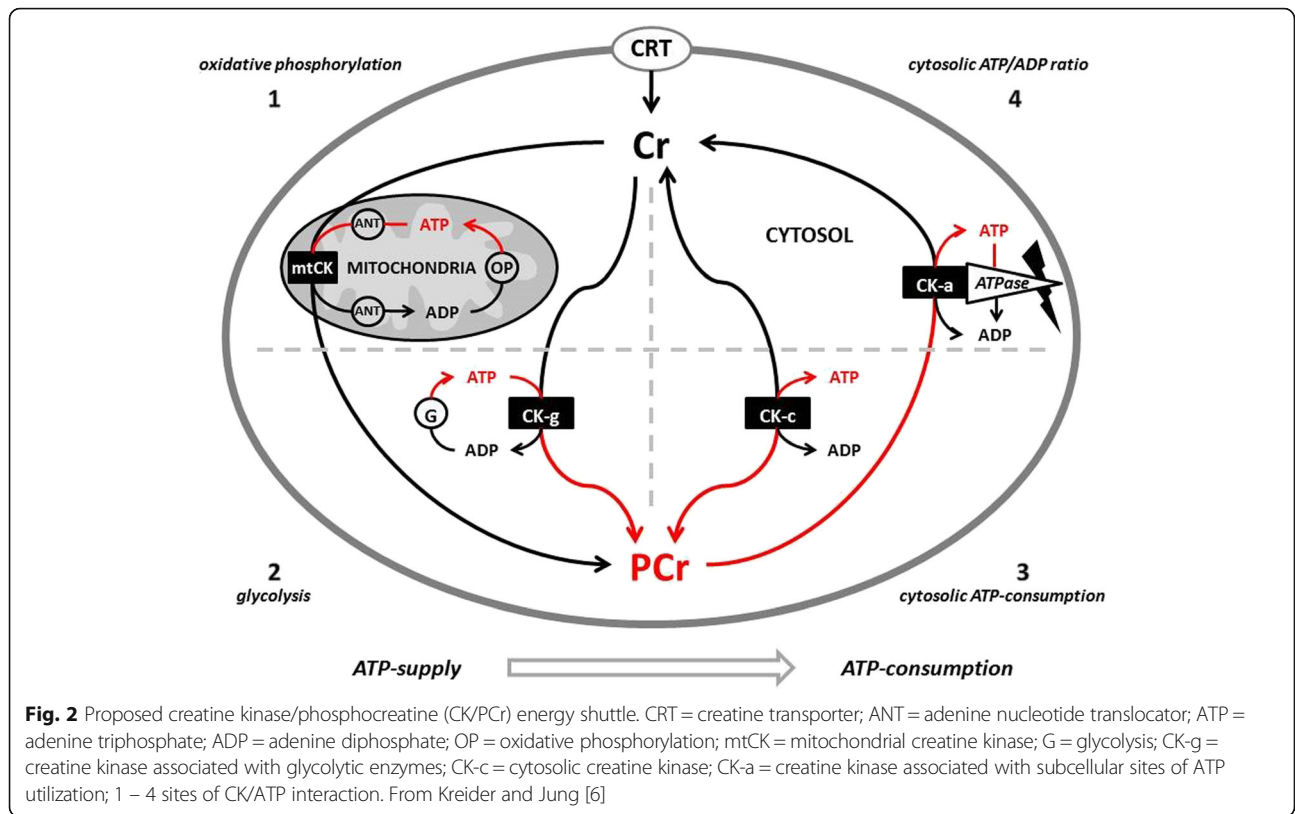 CRT
oxidative phosphorylation
1
cytosolic ATP/ADP ratio
4
Cr
ANT
ATP
mtCK
MITOCHONDRIA
OP
ANT
ADP
CYTOSOL
ATP
CK-a
ATPase
ADP
ATP
G
CK-g
ADP
ATP
CK-c
ADP
PCr
2
glycolysis
3
cytosolic ATP-consumption
ATP-supply
ATP-consumption
Fig. 2 Proposed creatine kinase/phosphocreatine (CK/PCr) energy shuttle. CRT = creatine transporter; ANT = adenine nucleotide translocator; ATP =
adenine triphosphate; ADP = adenine diphosphate; OP = oxidative phosphorylation; mtCK = mitochondrial creatine kinase; G = glycolysis; CK-g =
creatine kinase associated with glycolytic enzymes; CK-c = cytosolic creatine kinase; CK-a = creatine kinase associated with subcellular sites of ATP
utilization; 1 – 4 sites of CK/ATP interaction. From Kreider and Jung [6]